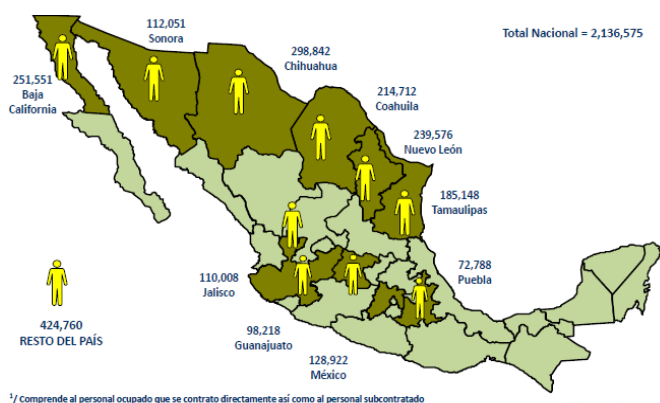 112,051
Sonora
298,842
Chihuahua
Total Nacional = 2,136,575
251,551
Baja
California
214,712
Coahuila
239,576
Nuevo León
185,148
Tamaulipas
72,788
Puebla
110,008
Jalisco
98,218
Guanajuato
128,922
México
424,760
RESTO DEL PAÍS
1/ Comprende al personal ocupado que se contrato directamente así como al personal subcontratado